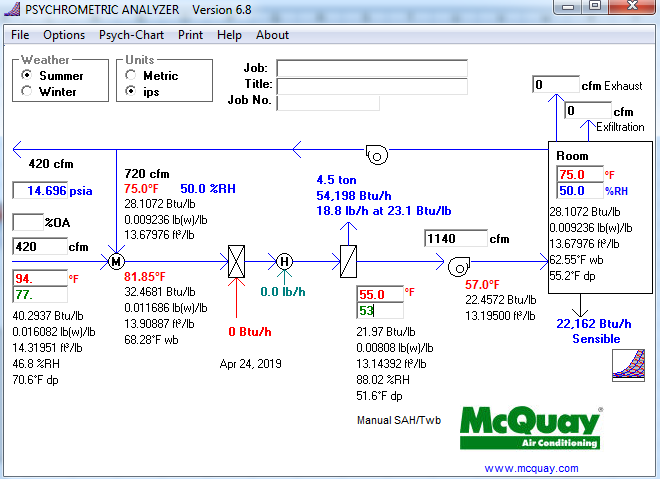 PSYCHROMETRIC ANALYZER Version 6.8
File Options Psych-Chart Print Help About
Weather
Summer
Winter
Units
Metric
ips
Job:
Title:
Job No.
0 cfm Exhaust
0 cfm
Exfiltration
420 cfm
14.696 psia
%OA
420 cfm
94. °F
77.
40.2937 Btu/lb
0.016082 lb(w)/lb
14.31951 ft³/lb
46.8 %RH
70.6°F dp
720 cfm
75.0°F 50.0 %RH
28.1072 Btu/lb
0.009236 lb(w)/lb
13.67976 ft³/lb
M
81.85°F
32.4681 Btu/lb
0.011686 lb(w)/lb
13.90887 ft³/lb
68.28°F wb
H
0.0 lb/h
0 Btu/h
Apr 24, 2019
4.5 ton
54,198 Btu/h
18.8 lb/h at 23.1 Btu/lb
55.0 °F
53
21.97 Btu/lb
0.00808 lb(w)/lb
13.14392 ft³/lb
88.02 %RH
51.6°F dp
Manual SAH/Twb
1140 cfm
57.0°F
22.4572 Btu/lb
13.19500 ft³/lb
Room
75.0 °F
50.0 %RH
28.1072 Btu/lb
0.009236 lb(w)/lb
13.67976 ft³/lb
62.55°F wb
55.2°F dp
22,162 Btu/h
Sensible
McQuay®
Air Conditioning
www.mcquay.com